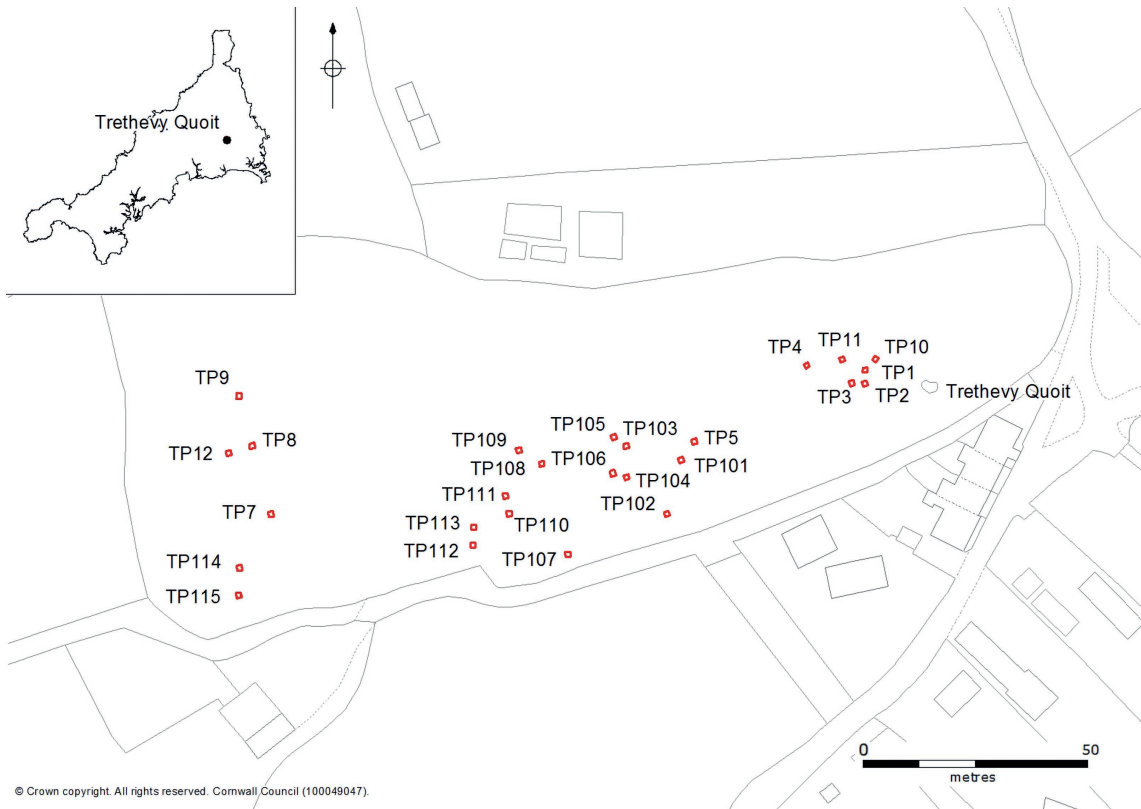 Trethevy Quoit
TP4
TP11
TP10
TP1
TP3
TP2
Trethevy Quoit
TP9
TP8
TP12
TP105
TP103
TP5
TP109
TP108
TP106
TP101
TP104
TP111
TP102
TP7
TP113
TP110
TP112
TP107
TP114
TP115
0 50
metres
© Crown copyright. All rights reserved. Cornwall Council (100049047).